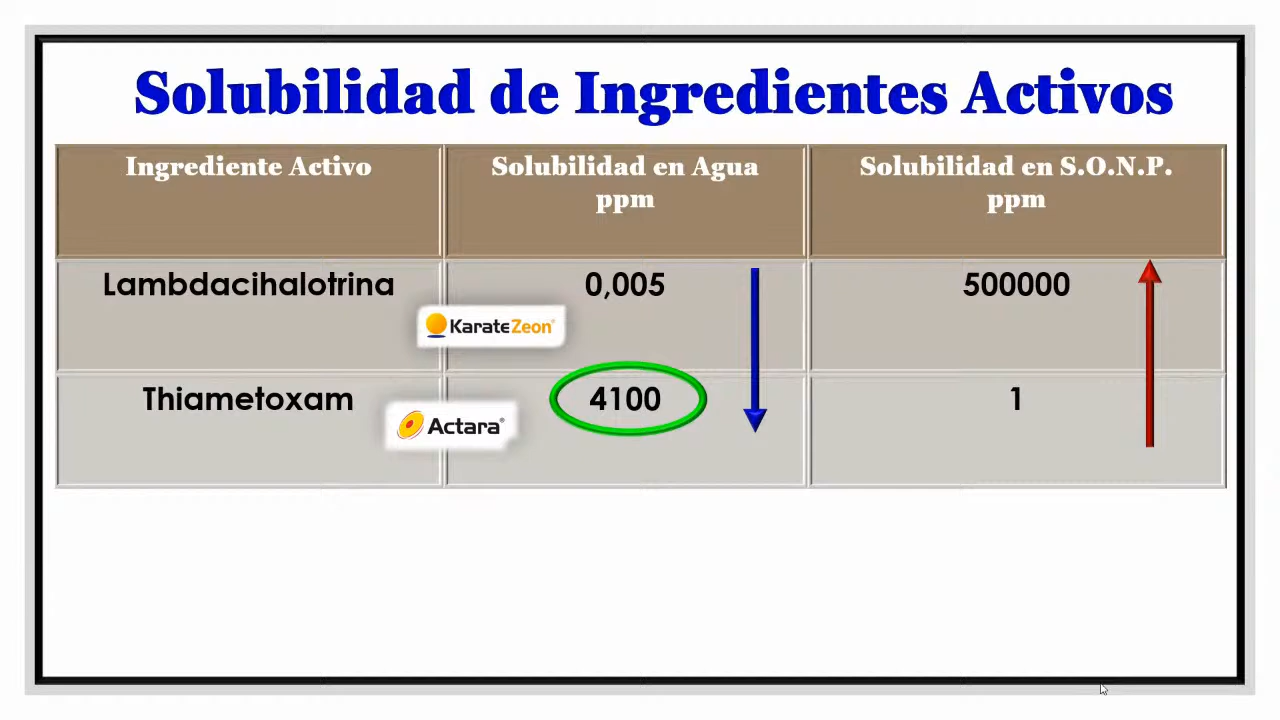 Solubilidad de Ingredientes Activos
Ingrediente Activo
Solubilidad en Agua
ppm
Solubilidad en S.O.N.P.
ppm
Lambdacihalotrina
0,005
500000
KarateZeon®
Thiametoxam
4100
1
Actara®